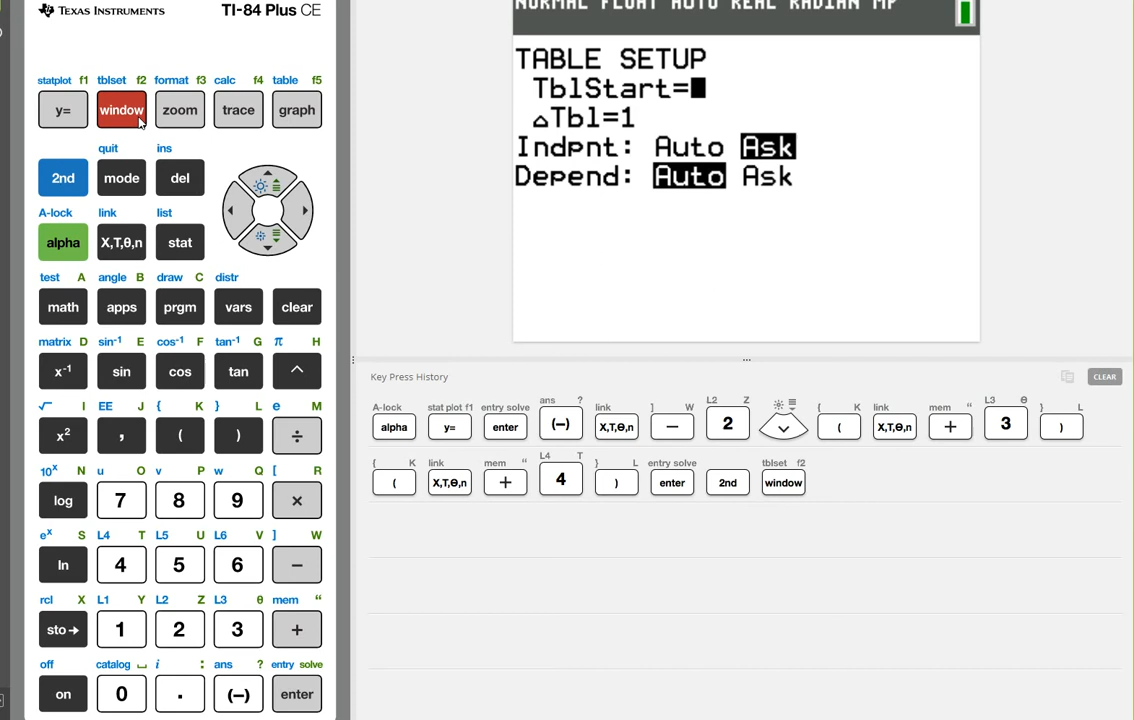 TEXAS INSTRUMENTS TI-84 Plus CE
statplot f1 tblset f2 format f3 calc f4 table f5
y= window zoom trace graph
quit ins
2nd mode del
A-lock link list
alpha X,T,θ,n stat
test A angle B draw C distr
math apps prgm vars clear
matrix D sin⁻¹ E cos⁻¹ F tan⁻¹ G π H
x⁻¹ sin cos tan ^
√ I EE J { K } L e M
x² , ( ) ÷
10ˣ N u O v P w Q [ R
log 7 8 9 ×
eˣ S L4 T L5 U L6 V ] W
ln 4 5 6 −
rcl X L1 Y L2 Z L3 θ mem “
sto→ 1 2 3 +
off catalog ⎵ i : ans ? entry solve
on 0 . (−) enter
NORMAL FLOAT AUTO REAL RADIAN MP
TABLE SETUP
TblStart=
△Tbl=1
Indpnt: Auto Ask
Depend: Auto Ask
Key Press History
CLEAR
A-lock stat plot f1 entry solve ans ? link ] W L2 Z { K link mem “ L3 Θ } L
alpha y= enter (−) X,T,Θ,n − 2 ( X,T,Θ,n + 3 )
{ K link mem “ L4 T } L entry solve tblset f2
( X,T,Θ,n + 4 ) enter 2nd window